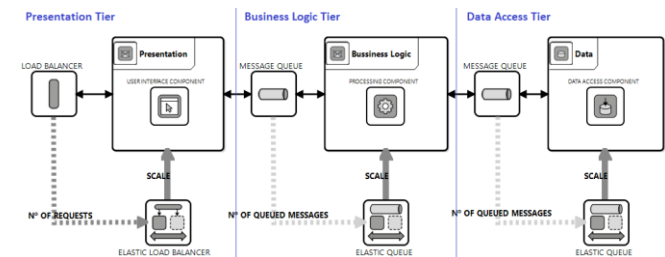 Presentation Tier
Business Logic Tier
Data Access Tier
Presentation
Bussiness Logic
Data
LOAD BALANCER
USER INTERFACE COMPONENT
MESSAGE QUEUE
PROCESSING COMPONENT
MESSAGE QUEUE
DATA ACCESS COMPONENT
SCALE
SCALE
SCALE
Nº OF REQUESTS
Nº OF QUEUED MESSAGES
Nº OF QUEUED MESSAGES
ELASTIC LOAD BALANCER
ELASTIC QUEUE
ELASTIC QUEUE